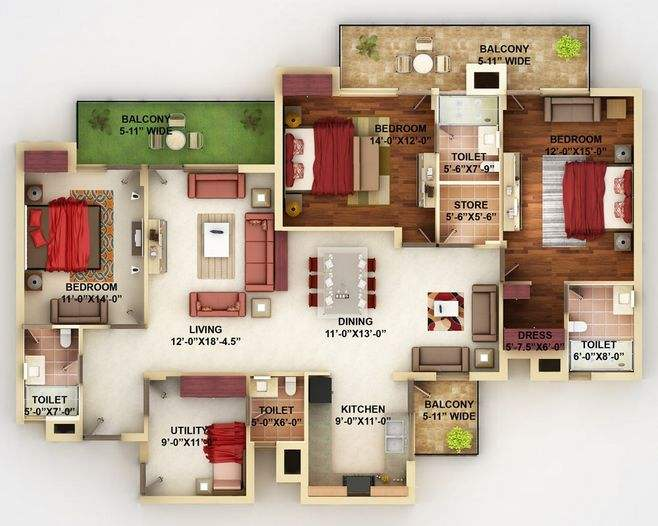 BALCONY
5-11" WIDE
BALCONY
5-11" WIDE
BEDROOM
14'-0"X12'-0"
BEDROOM
12'-0"X15'-0"
TOILET
5'-6"X7'-9"
STORE
5'-6"X5'-6"
BEDROOM
11'-0"X14'-0"
LIVING
12'-0"X18'-4.5"
DINING
11'-0"X13'-0"
DRESS
5'-7.5"X6'-0"
TOILET
6'-0"X8'-0"
TOILET
5'-0"X7'-0"
UTILITY
TOILET
5'-0"X6'-0"
KITCHEN
9'-0"X11'-0"
BALCONY
5-11" WIDE